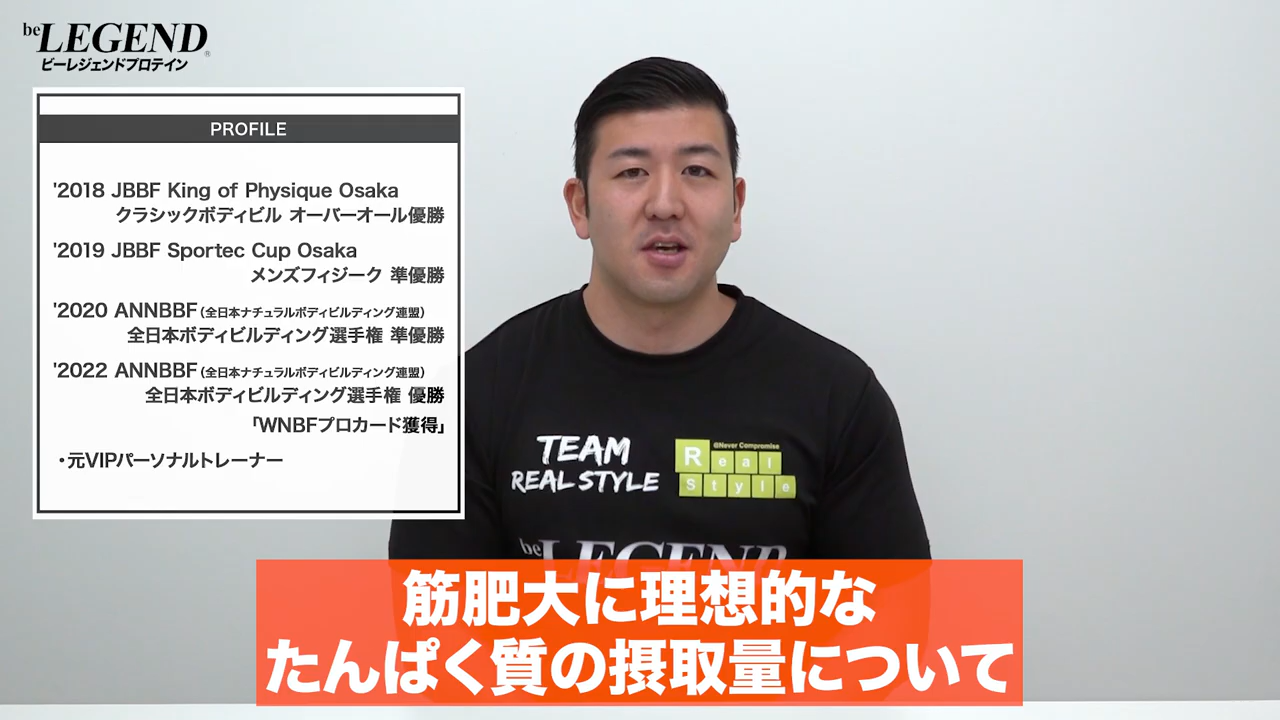 be LEGEND®
ビーレジェンドプロテイン
PROFILE
'2018 JBBF King of Physique Osaka
クラシックボディビル オーバーオール優勝
'2019 JBBF Sportec Cup Osaka
メンズフィジーク 準優勝
'2020 ANNBBF(全日本ナチュラルボディビルディング連盟)
全日本ボディビルディング選手権 準優勝
'2022 ANNBBF(全日本ナチュラルボディビルディング連盟)
全日本ボディビルディング選手権 優勝
「WNBFプロカード獲得」
・元VIPパーソナルトレーナー
TEAM
REAL STYLE
@Never Compromise
Real
Style
be LEGEND
筋肥大に理想的な
たんぱく質の摂取量について